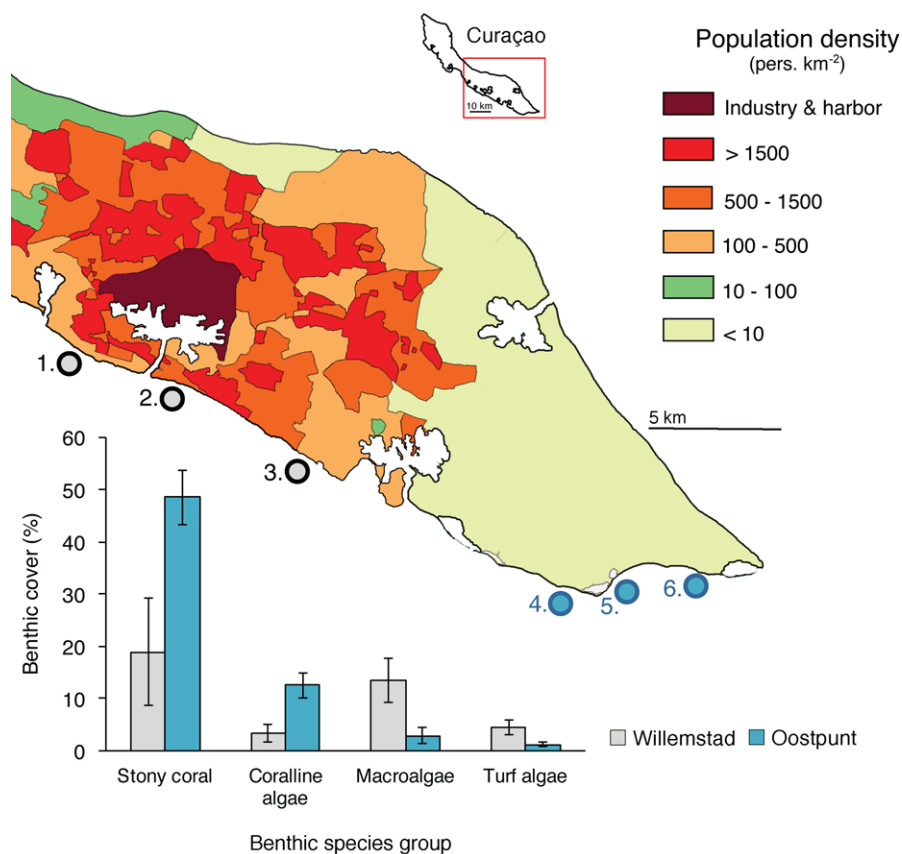 Curaçao
10 km
Population density
(pers. km-2)
Industry & harbor
> 1500
500 - 1500
100 - 500
10 - 100
< 10
5 km
1.
2.
3.
4.
5.
6.
Benthic cover (%)
60
50
40
30
20
10
0
Stony coral
Coralline
algae
Macroalgae
Turf algae
Benthic species group
Willemstad
Oostpunt